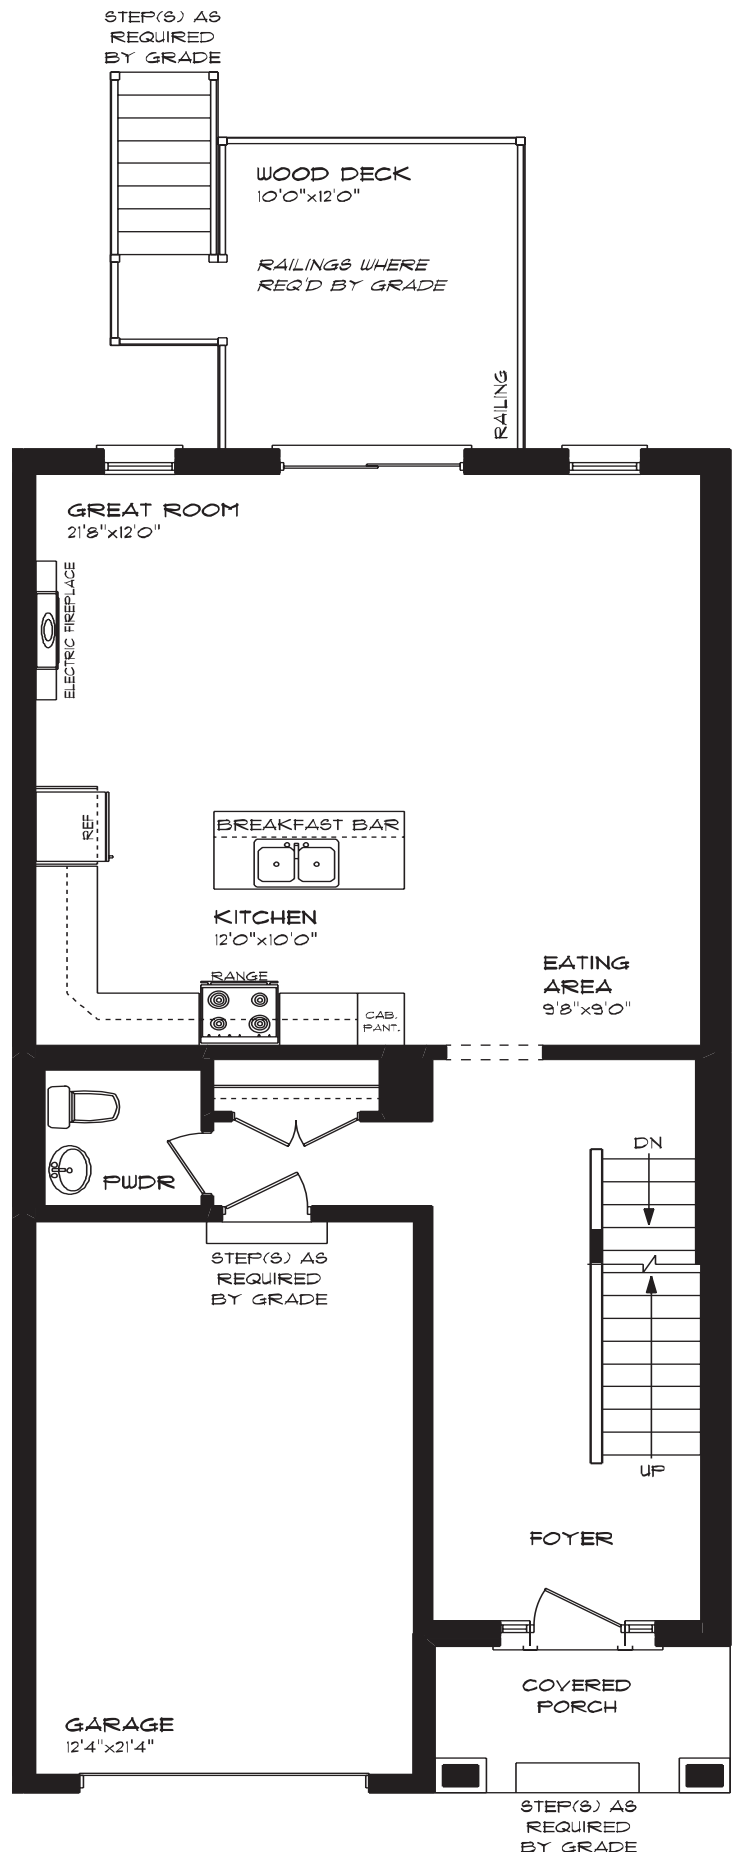 STEP(S) AS
REQUIRED
BY GRADE
WOOD DECK
10'0"x12'0"
RAILINGS WHERE
REQ'D BY GRADE
RAILING
GREAT ROOM
21'8"x12'0"
ELECTRIC FIREPLACE
REF
BREAKFAST BAR
KITCHEN
12'0"x10'0"
EATING
AREA
9'8"x9'0"
RANGE
CAB.
PANT.
PWDR
DN
STEP(S) AS
REQUIRED
BY GRADE
UP
FOYER
COVERED
PORCH
GARAGE
12'4"x21'4"
STEP(S) AS
REQUIRED
BY GRADE